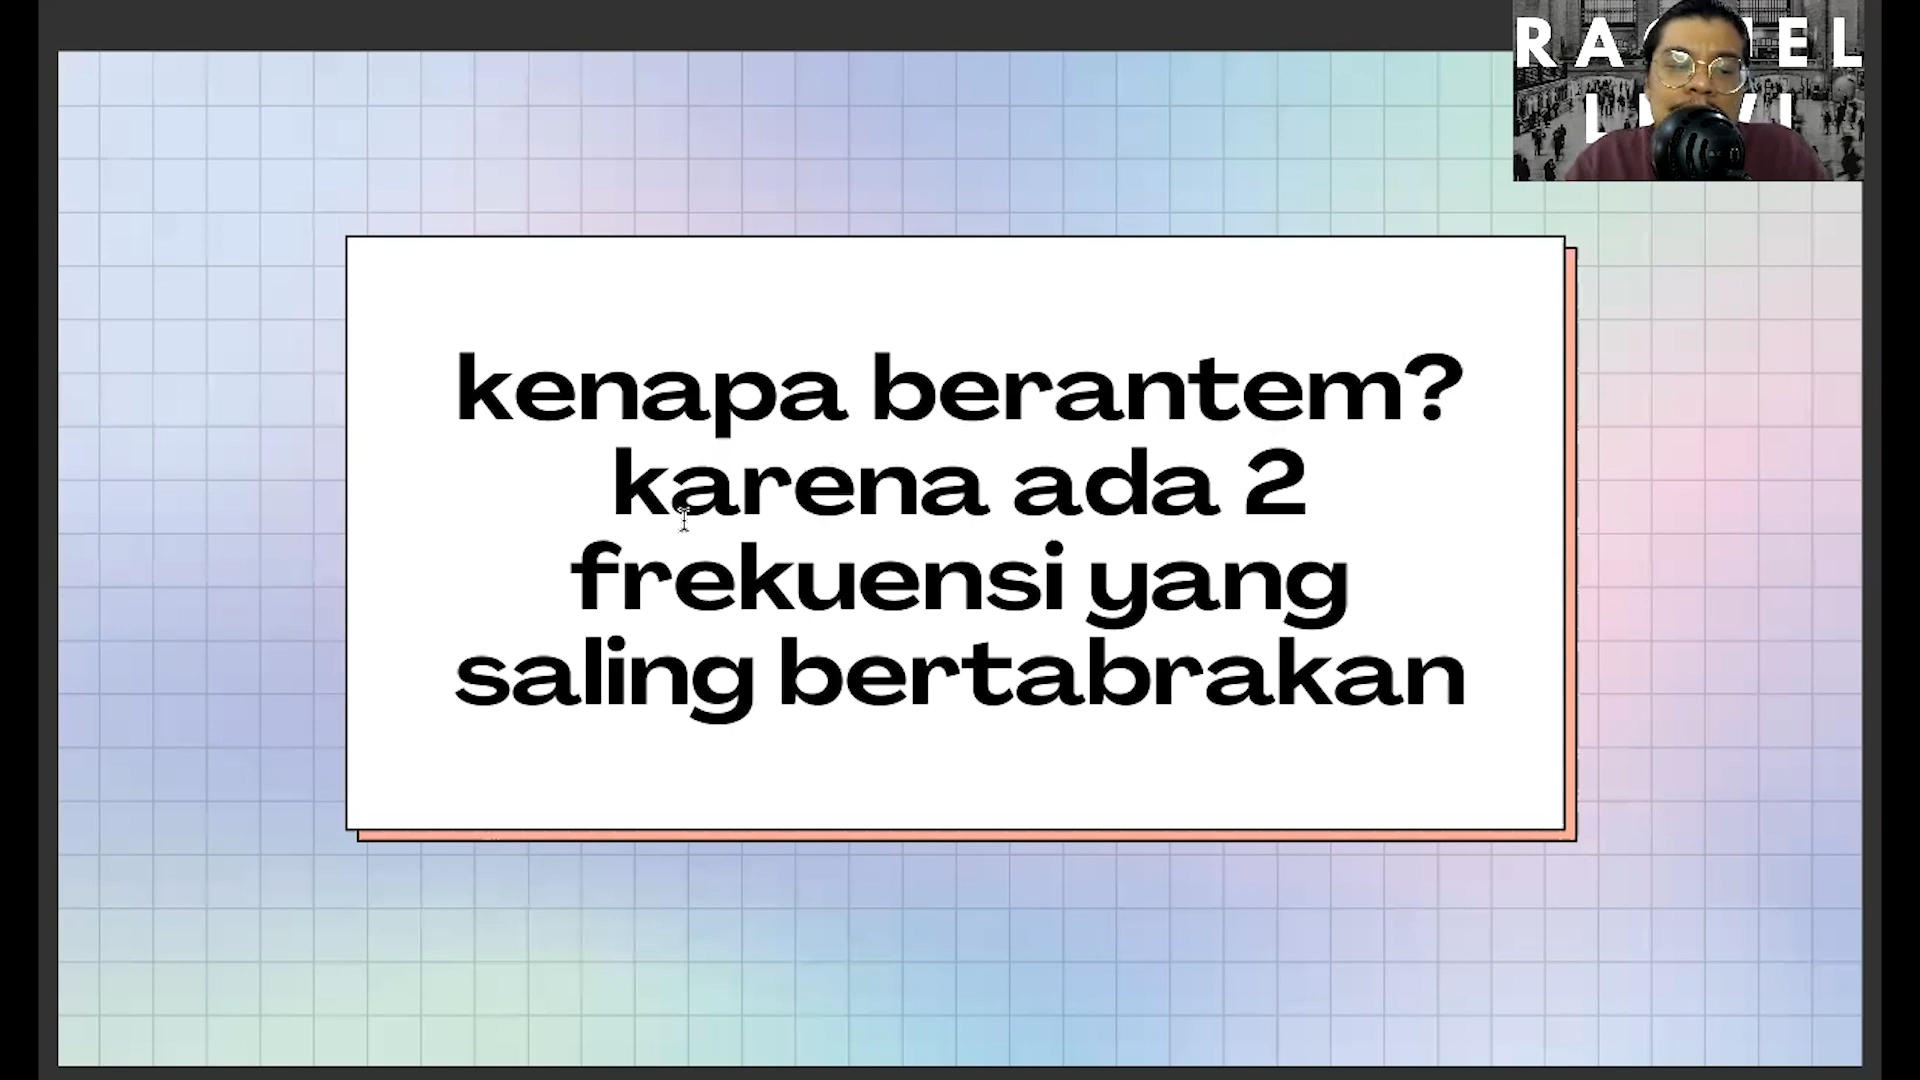 kenapa berantem?
karena ada 2
frekuensi yang
saling bertabrakan